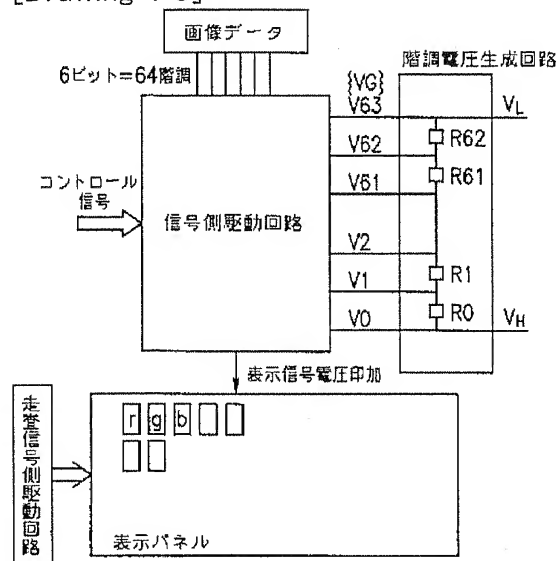 画像データ
6ビット=64階調
階調電圧生成回路
{VG}
V63
VL
R62
V62
R61
V61
コントロール
信号
信号側駆動回路
V2
R1
V1
R0
V0
VH
表示信号電圧印加
r g b
走査信号側駆動回路
表示パネル